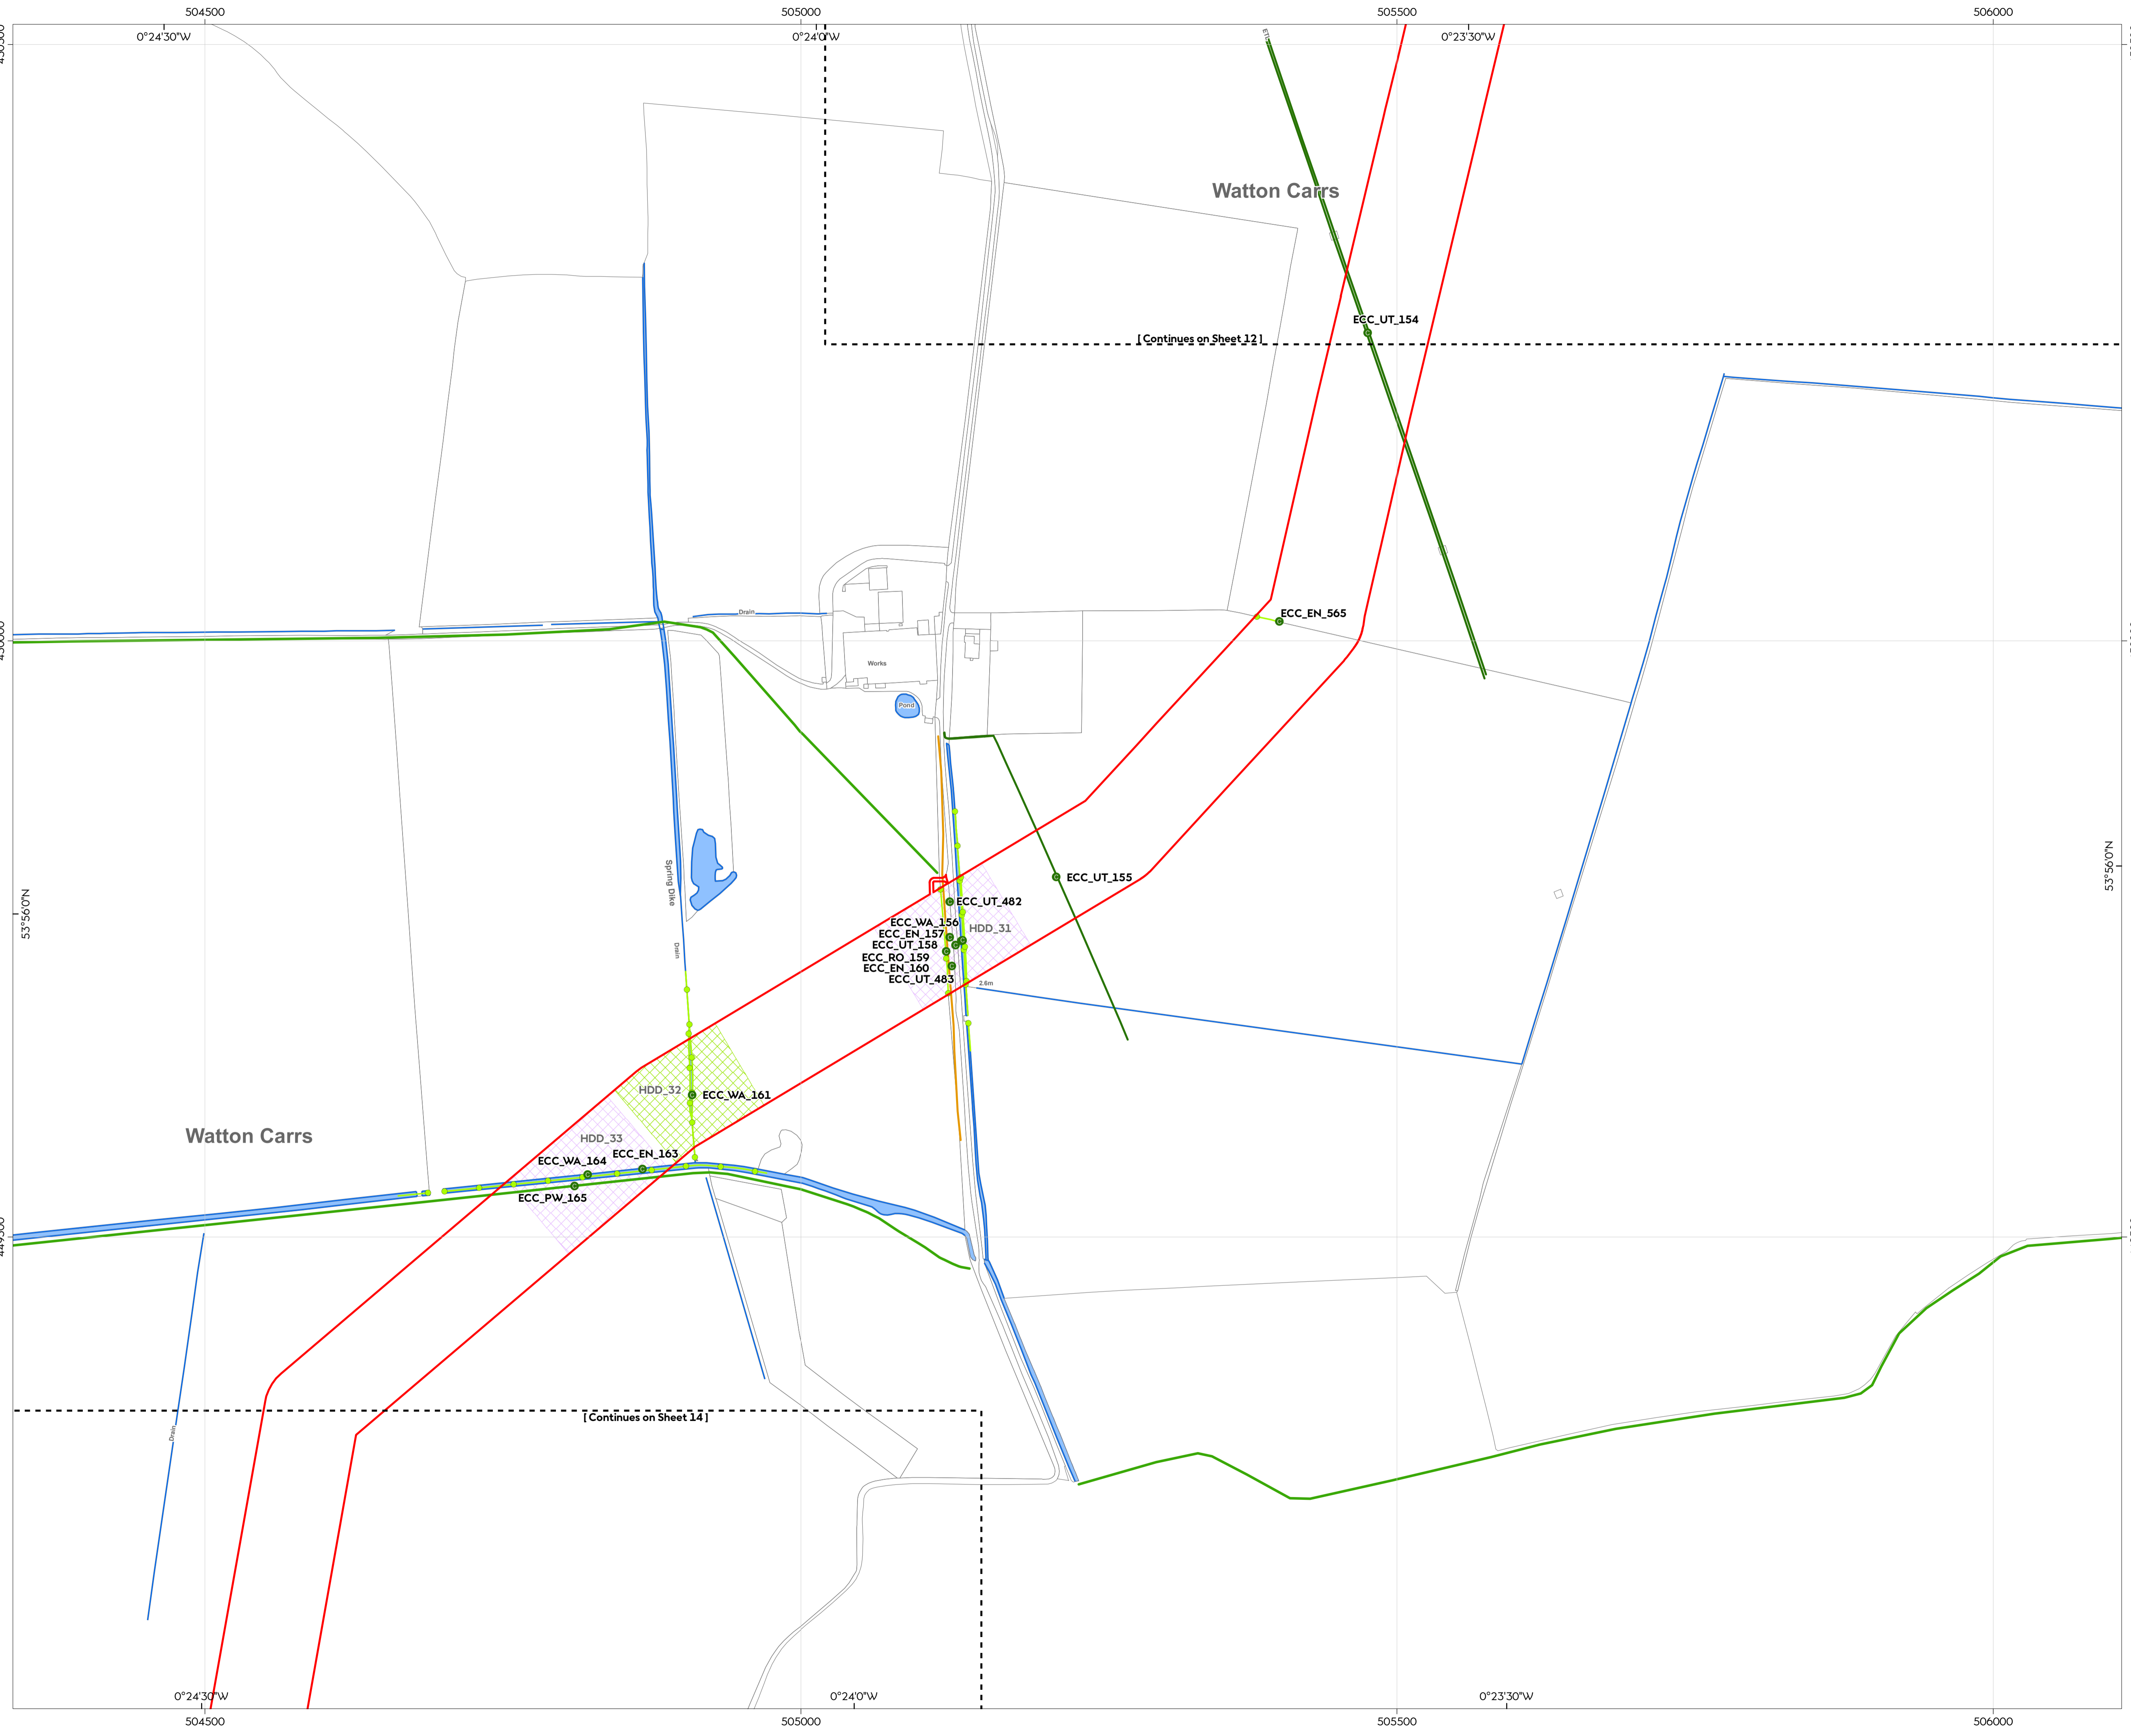 504500
505000
505500
506000
0°24'30"W
0°24'0"W
0°23'30"W
Watton Carrs
ECC_UT_154
[ Continues on Sheet 12 ]
Drain
ECC_EN_565
450000
Works
Pond
53°56'0"N
53°56'0"N
Spring Dike
ECC_UT_155
ECC_UT_482
ECC_WA_156
HDD_31
ECC_EN_157
ECC_UT_158
Drain
ECC_RO_159
ECC_EN_160
ECC_UT_483
2.6m
HDD_32
ECC_WA_161
Watton Carrs
HDD_33
ECC_EN_163
ECC_WA_164
ECC_PW_165
[ Continues on Sheet 14 ]
Drain
0°24'30"W
0°24'0"W
0°23'30"W
504500
505000
505500
506000